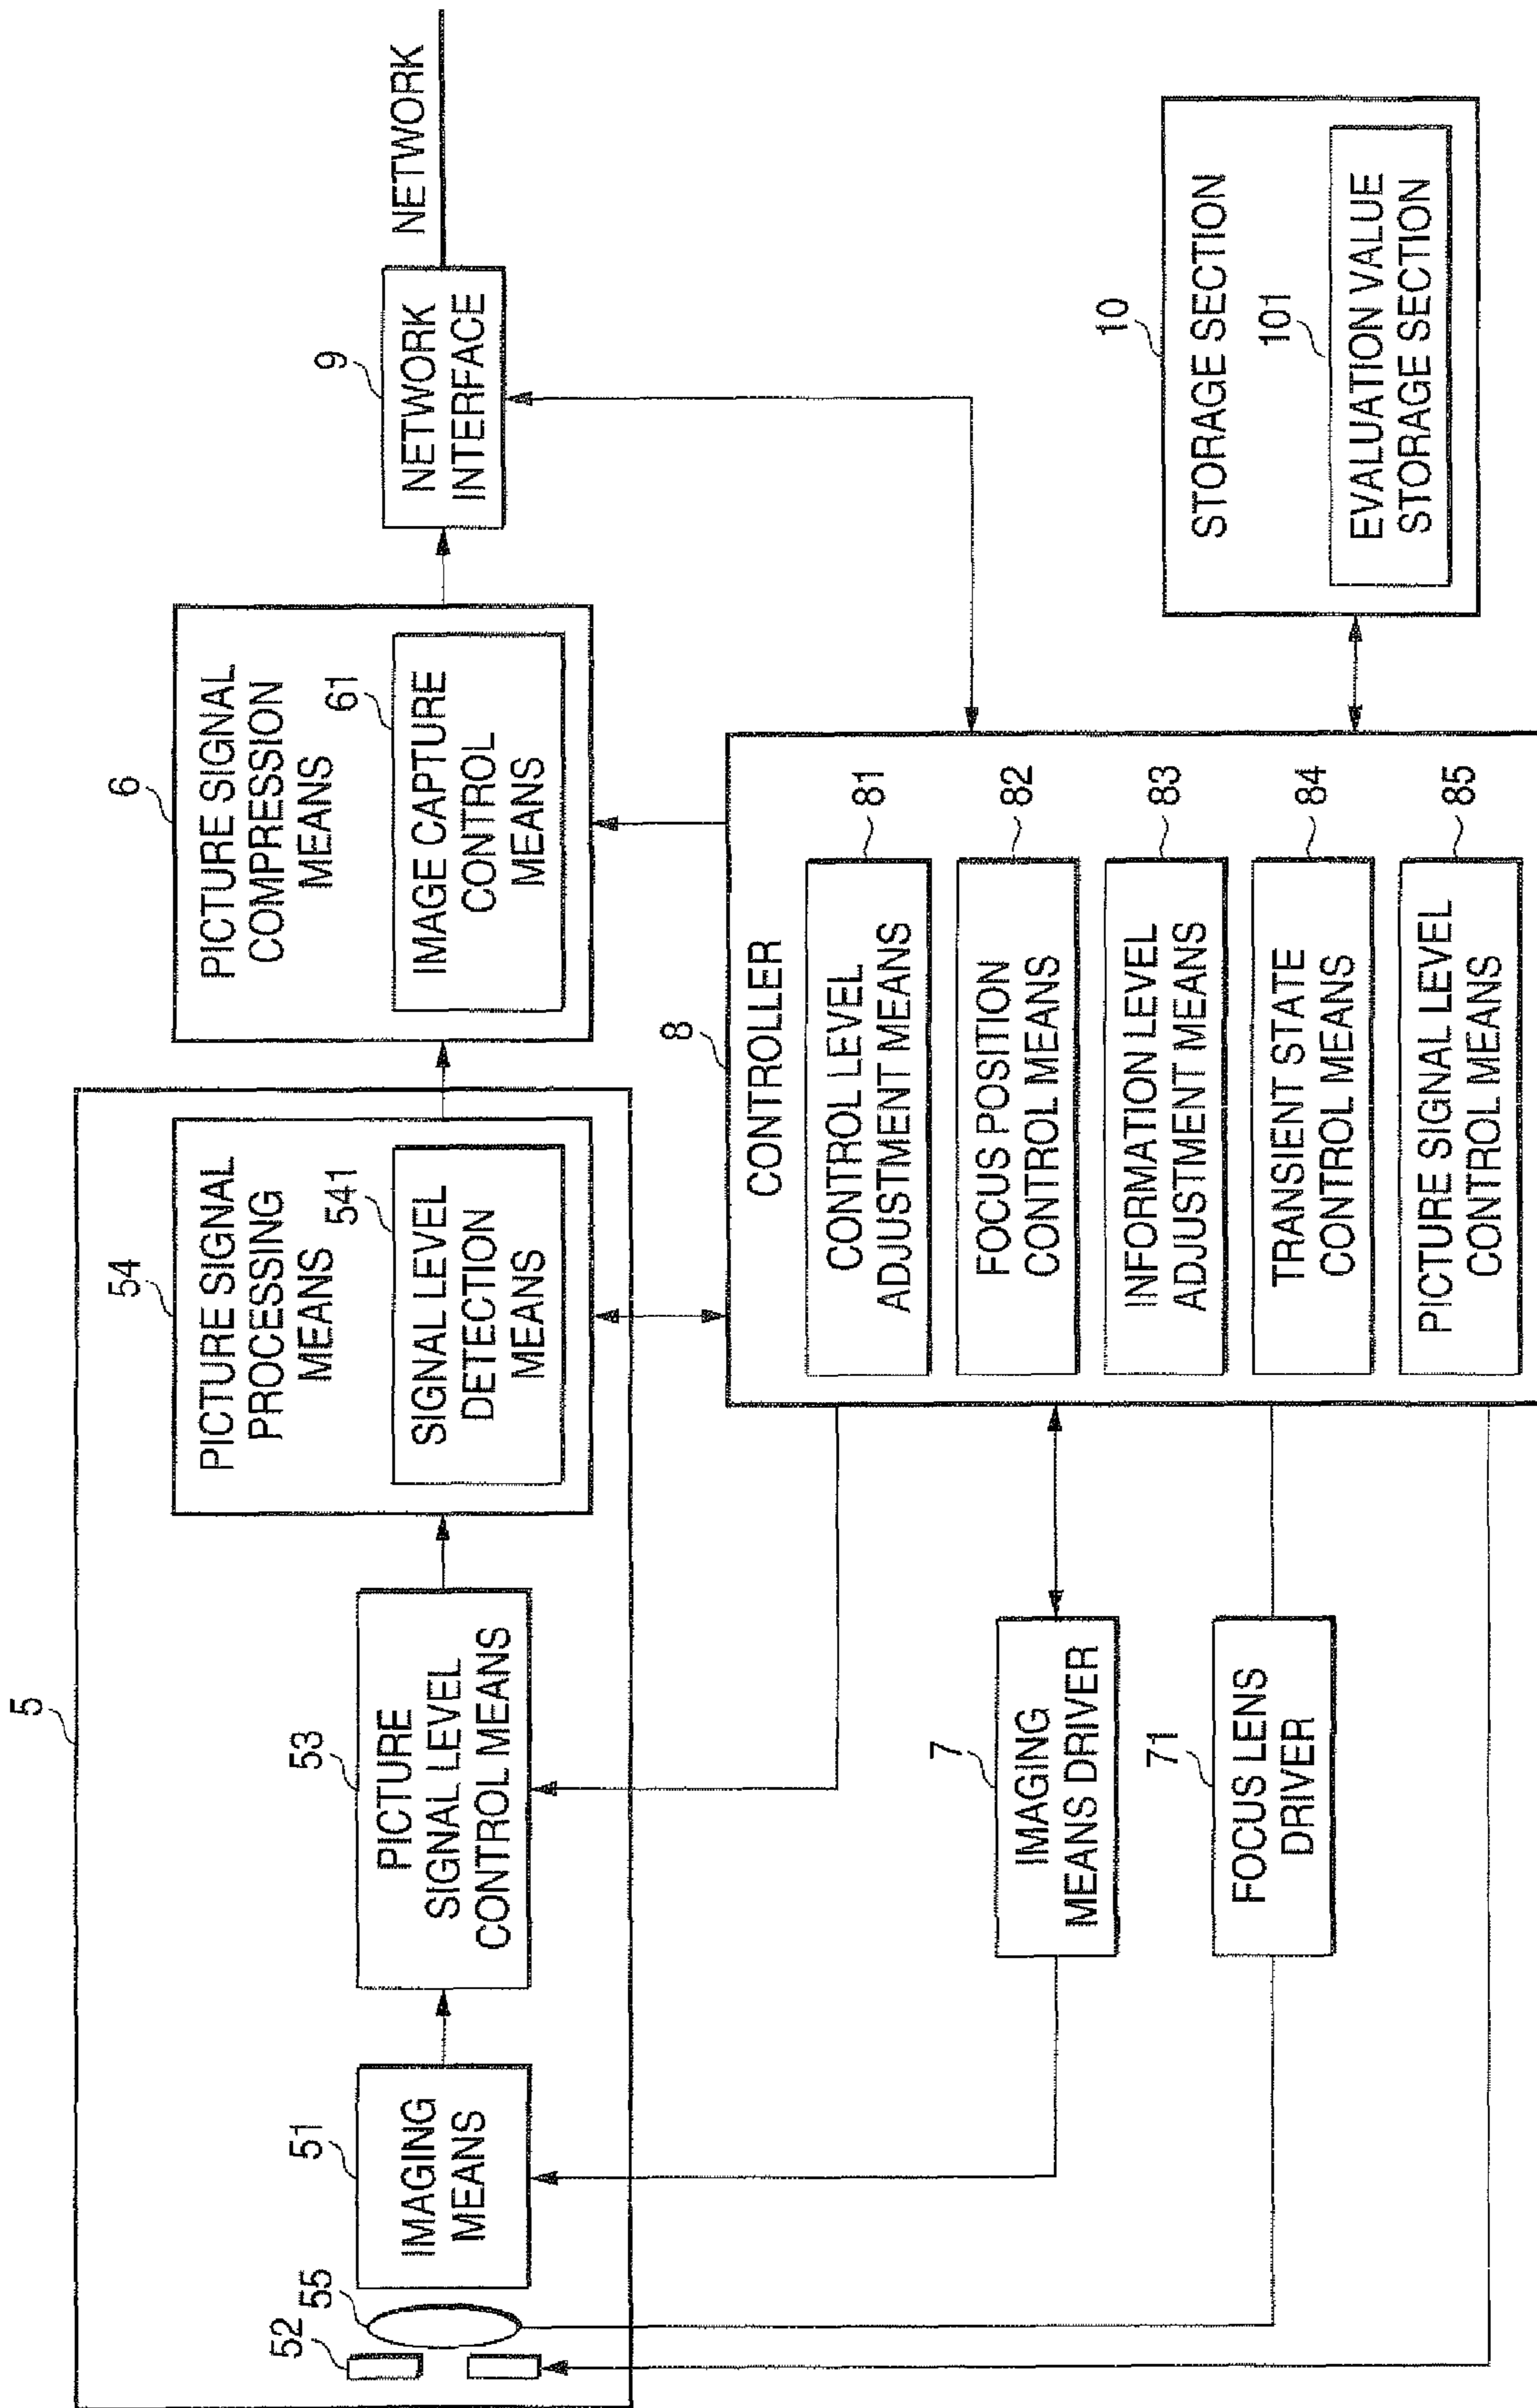 5
52
55
51
IMAGING
MEANS
53
PICTURE
SIGNAL LEVEL
CONTROL MEANS
54
PICTURE SIGNAL
PROCESSING
MEANS
541
SIGNAL LEVEL
DETECTION
MEANS
6
PICTURE SIGNAL
COMPRESSION
MEANS
61
IMAGE CAPTURE
CONTROL
MEANS
9
NETWORK
INTERFACE
NETWORK
7
IMAGING
MEANS DRIVER
71
FOCUS LENS
DRIVER
8
CONTROLLER
CONTROL LEVEL
ADJUSTMENT MEANS
81
FOCUS POSITION
CONTROL MEANS
82
INFORMATION LEVEL
ADJUSTMENT MEANS
83
TRANSIENT STATE
CONTROL MEANS
84
PICTURE SIGNAL LEVEL
CONTROL MEANS
85
10
STORAGE SECTION
101
EVALUATION VALUE
STORAGE SECTION